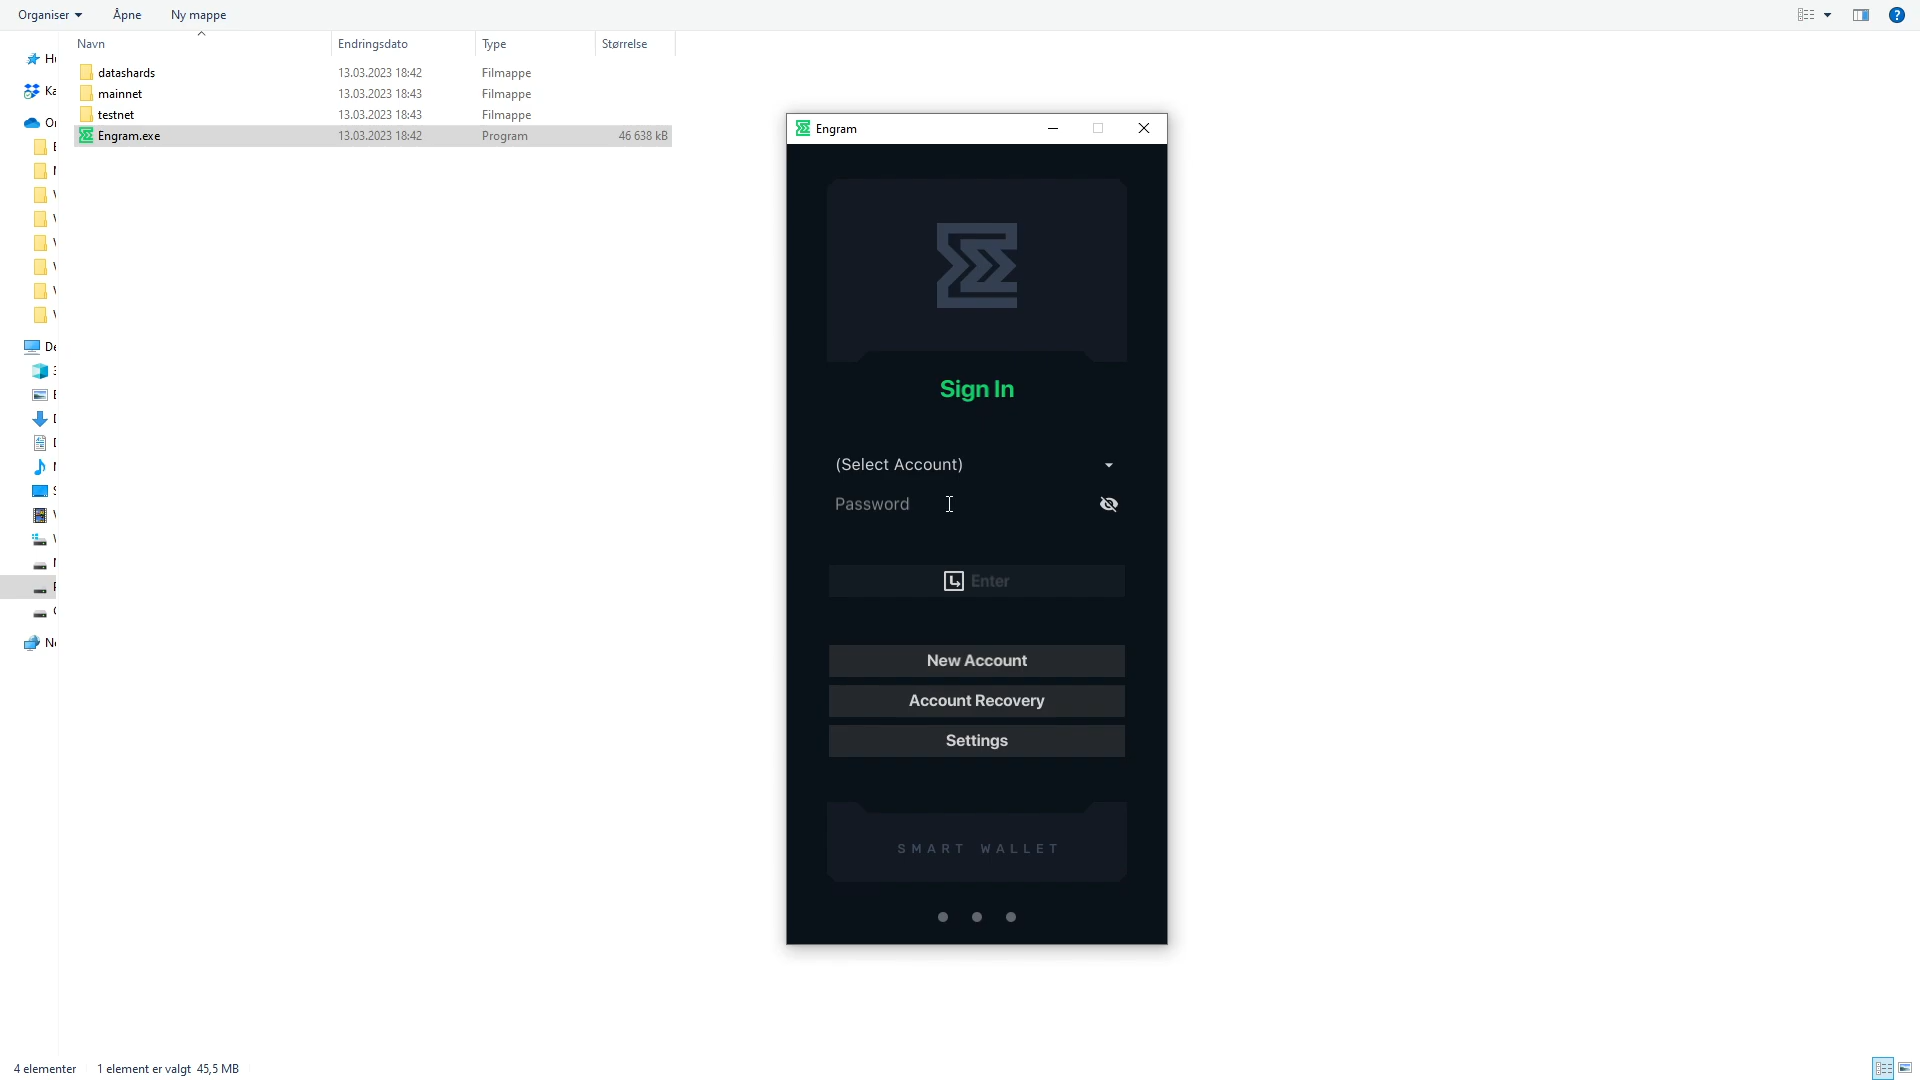 Organiser
Åpne
Ny mappe
Navn
Endringsdato
Type
Størrelse
datashards
13.03.2023 18:42
Filmappe
mainnet
13.03.2023 18:43
Filmappe
testnet
13.03.2023 18:43
Filmappe
Engram.exe
13.03.2023 18:42
Program
46 638 kB
Engram
Sign In
(Select Account)
Password
Enter
New Account
Account Recovery
Settings
SMART WALLET
4 elementer
1 element er valgt 45,5 MB